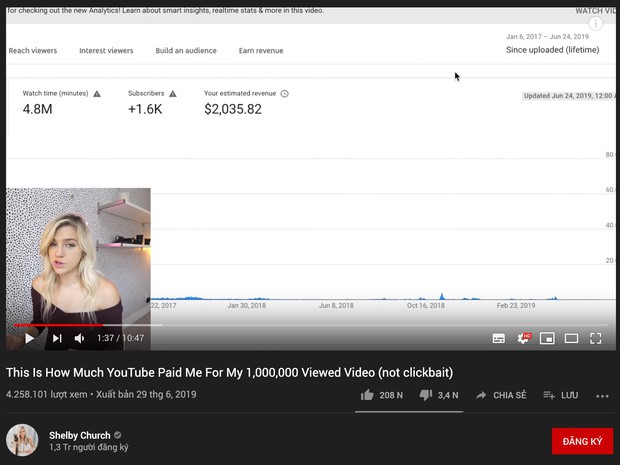 for checking out the new Analytics! Learn about smart insights, realtime stats & more in this video.
WATCH VID
Jan 6, 2017 – Jun 24, 2019
Since uploaded (lifetime)
Reach viewers Interest viewers Build an audience Earn revenue
Watch time (minutes) Subscribers Your estimated revenue
4.8M +1.6K $2,035.82
Updated Jun 24, 2019, 12:00 A
80.
60.
40.
20.
22, 2017 Jan 30, 2018 Jun 8, 2018 Oct 16, 2018 Feb 23, 2019
1:37 / 10:47
HD
This Is How Much YouTube Paid Me For My 1,000,000 Viewed Video (not clickbait)
4.258.101 lượt xem • Xuất bản 29 thg 6, 2019
208 N 3,4 N CHIA SẺ LƯU
Shelby Church
1,3 Tr người đăng ký
ĐĂNG KÝ